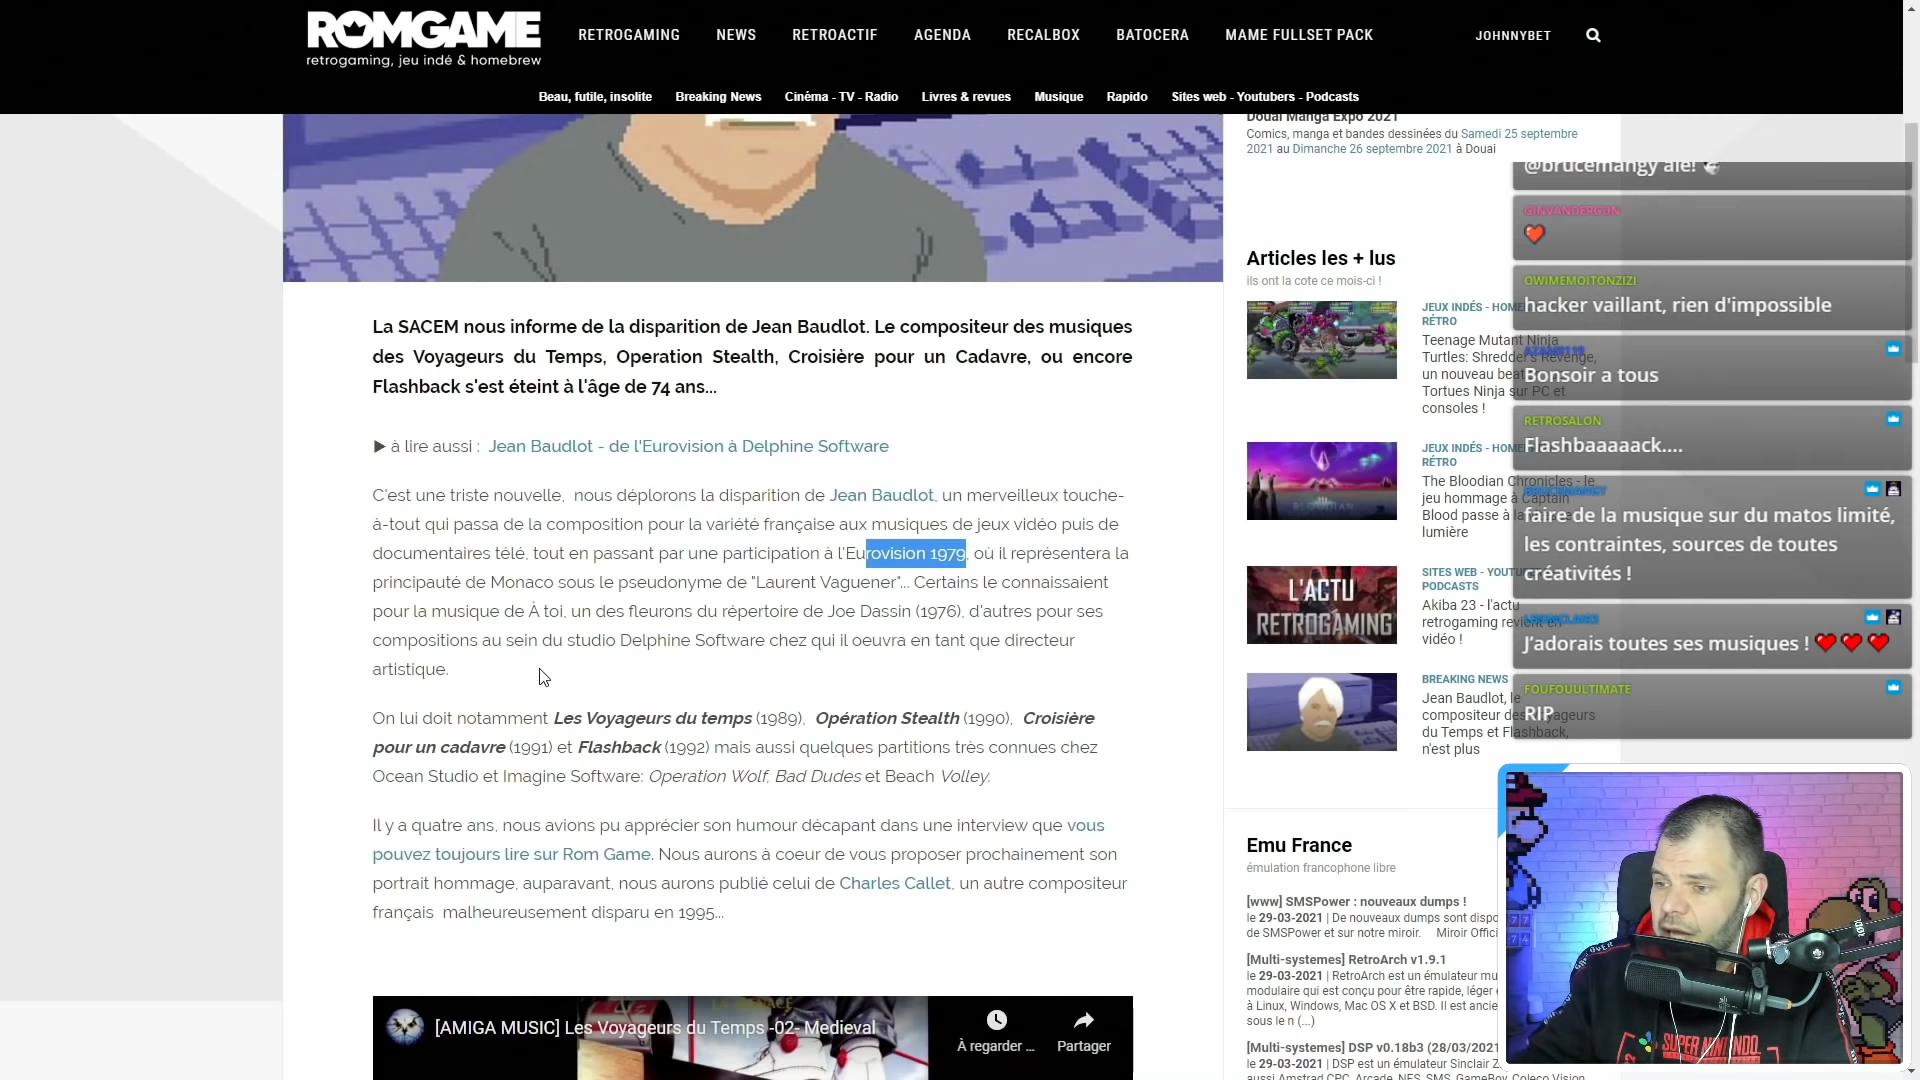 ROMGAME
retrogaming, jeu indé & homebrew
RETROGAMING NEWS RETROACTIF AGENDA RECALBOX BATOCERA MAME FULLSET PACK JOHNNYBET
Beau, futile, insolite Breaking News Cinéma - TV - Radio Livres & revues Musique Rapido Sites web - Youtubers - Podcasts
La SACEM nous informe de la disparition de Jean Baudlot. Le compositeur des musiques
des Voyageurs du Temps, Operation Stealth, Croisière pour un Cadavre, ou encore
Flashback s'est éteint à l'âge de 74 ans...
► à lire aussi : Jean Baudlot - de l'Eurovision à Delphine Software
C'est une triste nouvelle, nous déplorons la disparition de Jean Baudlot, un merveilleux touche-
à-tout qui passa de la composition pour la variété française aux musiques de jeux vidéo puis de
documentaires télé, tout en passant par une participation à l'Eurovision 1979, où il représentera la
principauté de Monaco sous le pseudonyme de "Laurent Vaguener"... Certains le connaissaient
pour la musique de À toi, un des fleurons du répertoire de Joe Dassin (1976), d'autres pour ses
compositions au sein du studio Delphine Software chez qui il oeuvra en tant que directeur
artistique.
On lui doit notamment Les Voyageurs du temps (1989), Opération Stealth (1990), Croisière
pour un cadavre (1991) et Flashback (1992) mais aussi quelques partitions très connues chez
Ocean Studio et Imagine Software: Operation Wolf, Bad Dudes et Beach Volley.
Il y a quatre ans, nous avions pu apprécier son humour décapant dans une interview que vous
pouvez toujours lire sur Rom Game. Nous aurons à coeur de vous proposer prochainement son
portrait hommage, auparavant, nous aurons publié celui de Charles Callet, un autre compositeur
français malheureusement disparu en 1995...
[AMIGA MUSIC] Les Voyageurs du Temps -02- Medieval
À regarder ... Partager
Douai Manga Expo 2021
Comics, manga et bandes dessinées du Samedi 25 septembre
2021 au Dimanche 26 septembre 2021 à Douai
Articles les + lus
ils ont la cote ce mois-ci !
JEUX INDÉS - HOME
RÉTRO
Teenage Mutant Ninja
Turtles: Shredder's Revenge,
un nouveau beat
Tortues Ninja sur PC et
consoles !
JEUX INDÉS - HOME
RÉTRO
The Bloodian Chronicles - le
jeu hommage à Captain
Blood passe à la
lumière
L'ACTU
RETROGAMING
SITES WEB - YOUTU
PODCASTS
Akiba 23 - l'actu
retrogaming revient en
vidéo !
BREAKING NEWS
Jean Baudlot, le
compositeur des Voyageurs
du Temps et Flashback,
n'est plus
Emu France
émulation francophone libre
[www] SMSPower : nouveaux dumps !
le 29-03-2021 | De nouveaux dumps sont dispo
de SMSPower et sur notre miroir. Miroir Offici
[Multi-systemes] RetroArch v1.9.1
le 29-03-2021 | RetroArch est un émulateur mu
modulaire qui est conçu pour être rapide, léger
à Linux, Windows, Mac OS X et BSD. Il est ancie
sous le n (...)
[Multi-systemes] DSP v0.18b3 (28/03/2021
le 29-03-2021 | DSP est un émulateur Sinclair Z
aussi Amstrad CPC, Arcade, NES, SMS, GameBoy, Coleco Vision
@brucemangy aïe!
GINVANDERGUN
OWIMEMOITONZIZI
hacker vaillant, rien d'impossible
Bonsoir a tous
RETROSALON
Flashbaaaaack....
faire de la musique sur du matos limité,
les contraintes, sources de toutes
créativités !
J'adorais toutes ses musiques ! ❤❤❤
FOUFOUULTIMATE
RIP
SUPER NINTENDO